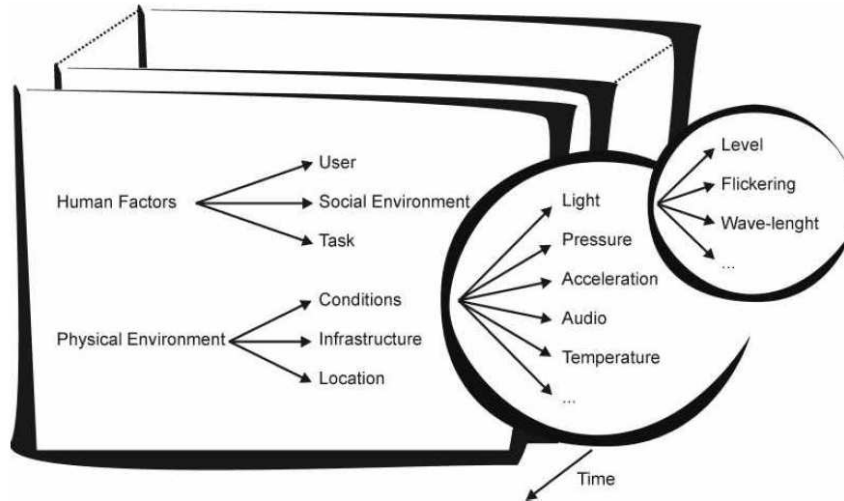 Human Factors
User
Social Environment
Task
Physical Environment
Conditions
Infrastructure
Location
Light
Pressure
Acceleration
Audio
Temperature
...
Level
Flickering
Wave-lenght
...
Time